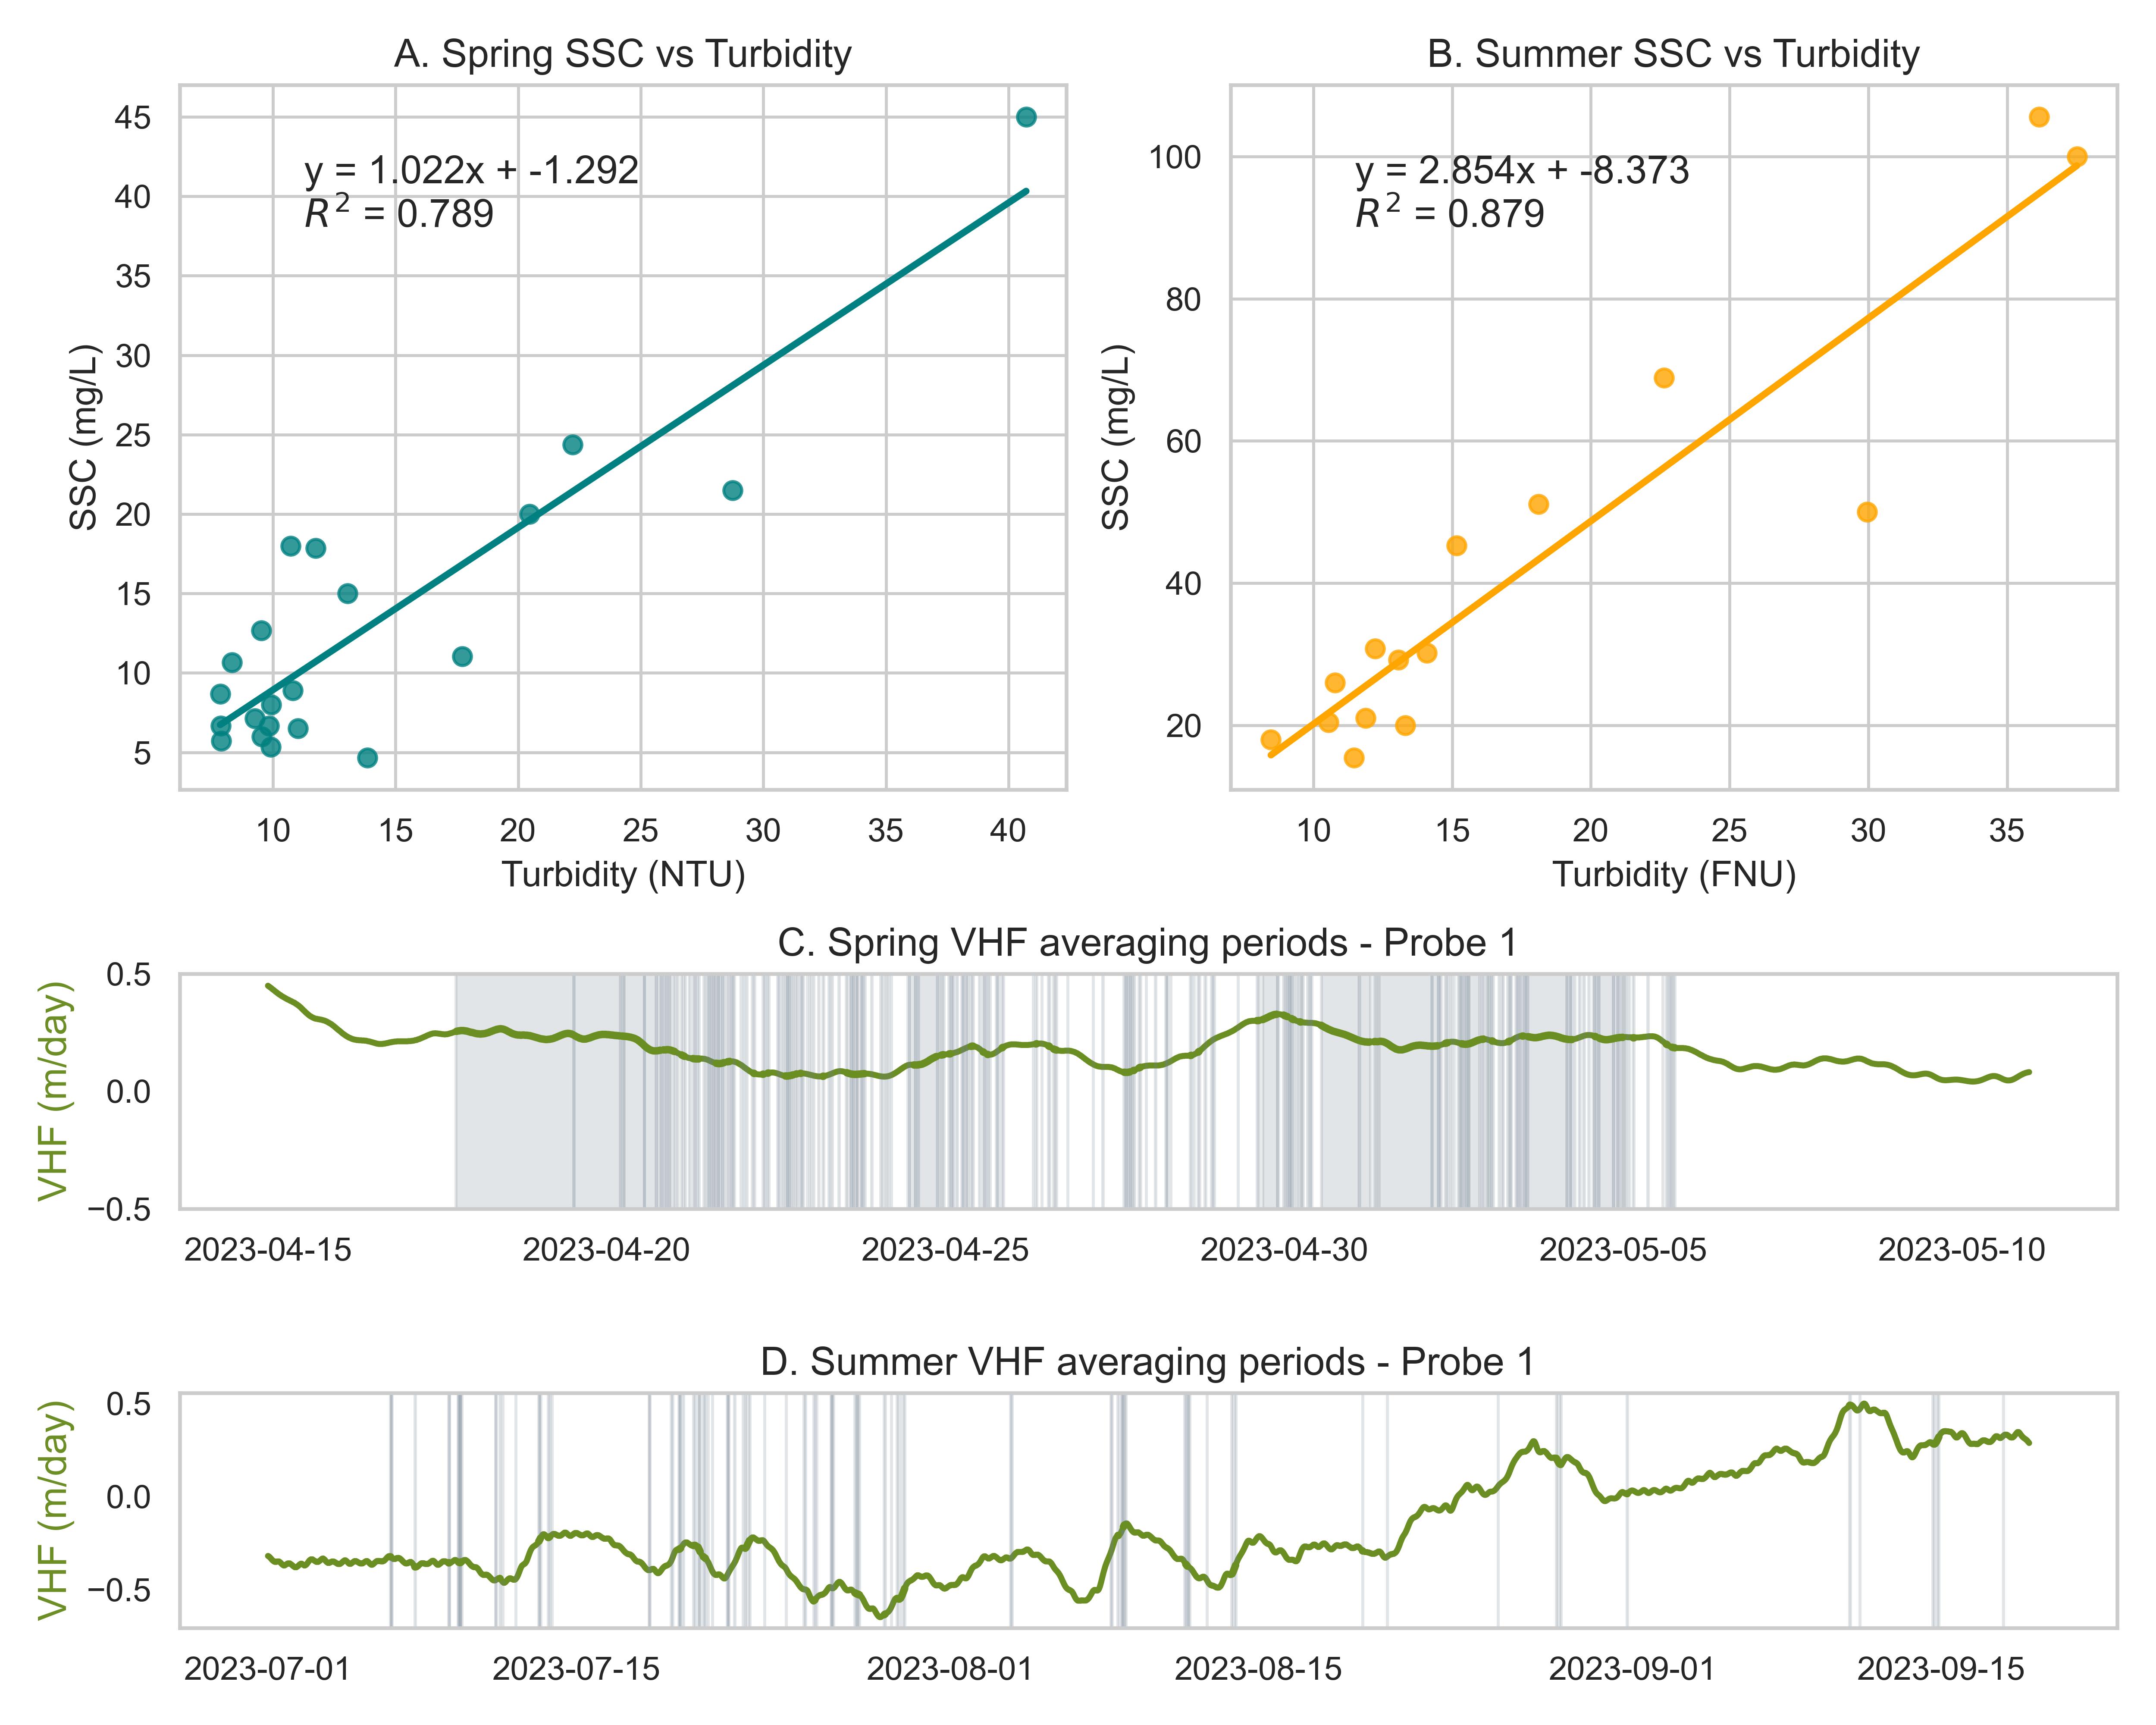 A. Spring SSC vs Turbidity
45
40
35
30
25
20
15
10
5
SSC (mg/L)
y = 1.022x + -1.292
R² = 0.789
10 15 20 25 30 35 40
Turbidity (NTU)
B. Summer SSC vs Turbidity
100
80
60
40
20
SSC (mg/L)
y = 2.854x + -8.373
R² = 0.879
10 15 20 25 30 35
Turbidity (FNU)
C. Spring VHF averaging periods - Probe 1
0.5
0.0
−0.5
VHF (m/day)
2023-04-15 2023-04-20 2023-04-25 2023-04-30 2023-05-05 2023-05-10
D. Summer VHF averaging periods - Probe 1
0.5
0.0
−0.5
VHF (m/day)
2023-07-01 2023-07-15 2023-08-01 2023-08-15 2023-09-01 2023-09-15